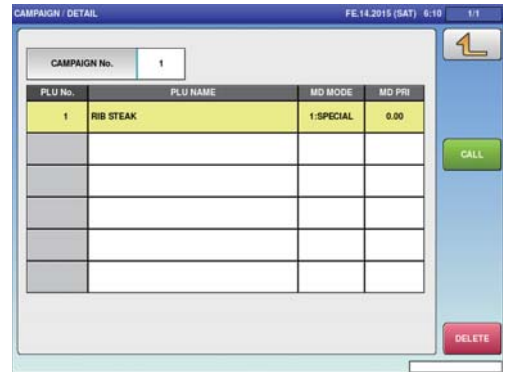 CAMPAIGN / DETAIL FE.14.2015 (SAT) 6:10 1/1
CAMPAIGN No. 1
PLU No. PLU NAME MD MODE MD PRI
1 RIB STEAK 1:SPECIAL 0.00
CALL
DELETE